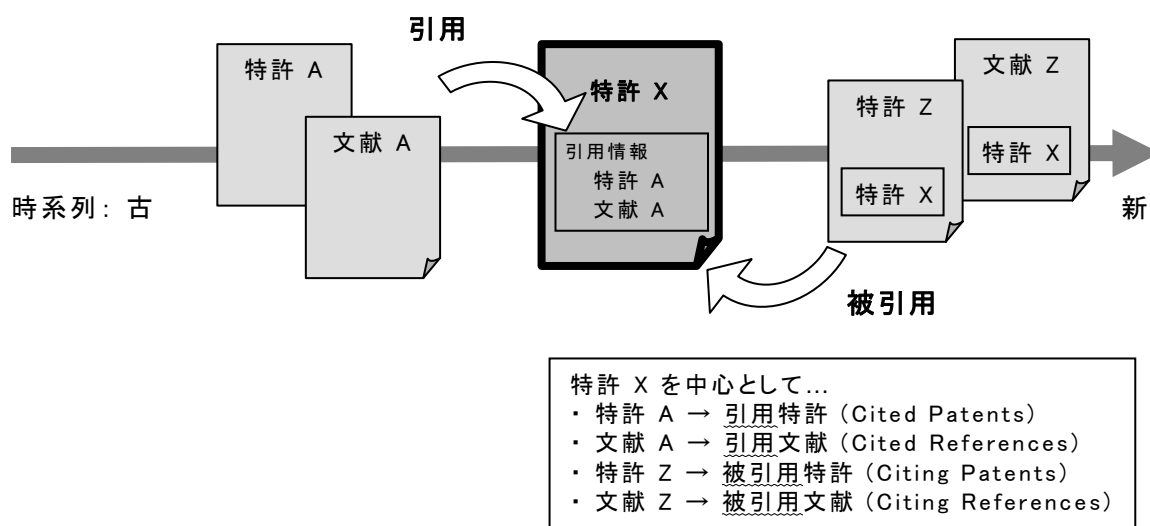 引用
特許 A
文献 A
特許 X
引用情報
特許 A
文献 A
文献 Z
特許 X
特許 Z
特許 X
時系列: 古
新
被引用
特許 X を中心として…
・ 特許 A → 引用特許 (Cited Patents)
・ 文献 A → 引用文献 (Cited References)
・ 特許 Z → 被引用特許 (Citing Patents)
・ 文献 Z → 被引用文献 (Citing References)